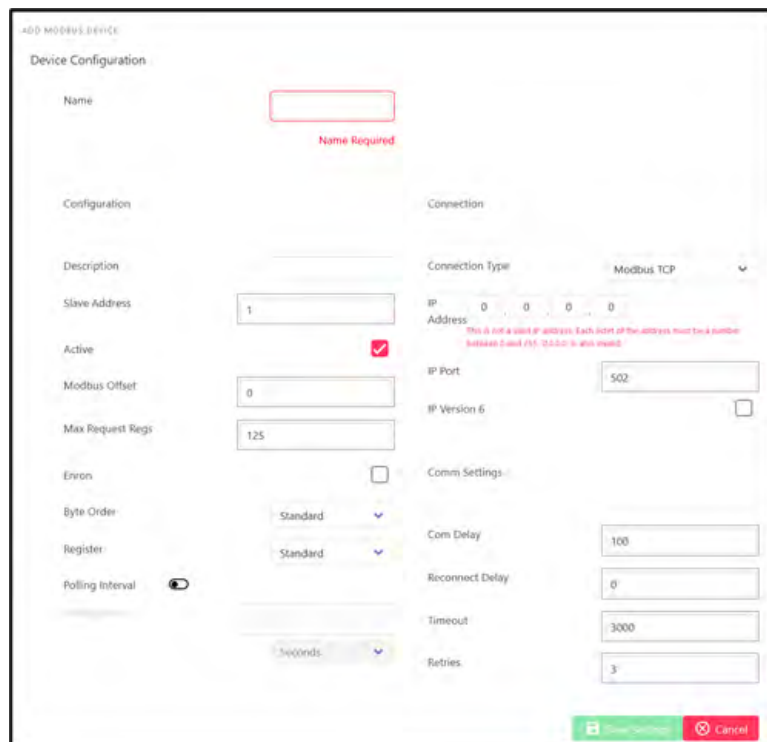 ADD MODBUS DEVICE
Device Configuration
Name
Name Required
Configuration
Connection
Description
Connection Type
Modbus TCP
Slave Address
1
IP Address
0 . 0 . 0 . 0
This is not a valid IP address. Each octet of the address must be a number
between 0 and 255. 0.0.0.0 is also invalid.
Active
IP Port
502
Modbus Offset
0
IP Version 6
Max Request Regs
125
Enron
Comm Settings
Byte Order
Standard
Com Delay
100
Register
Standard
Reconnect Delay
0
Polling Interval
Timeout
3000
Seconds
Retries
3
Save Settings
Cancel